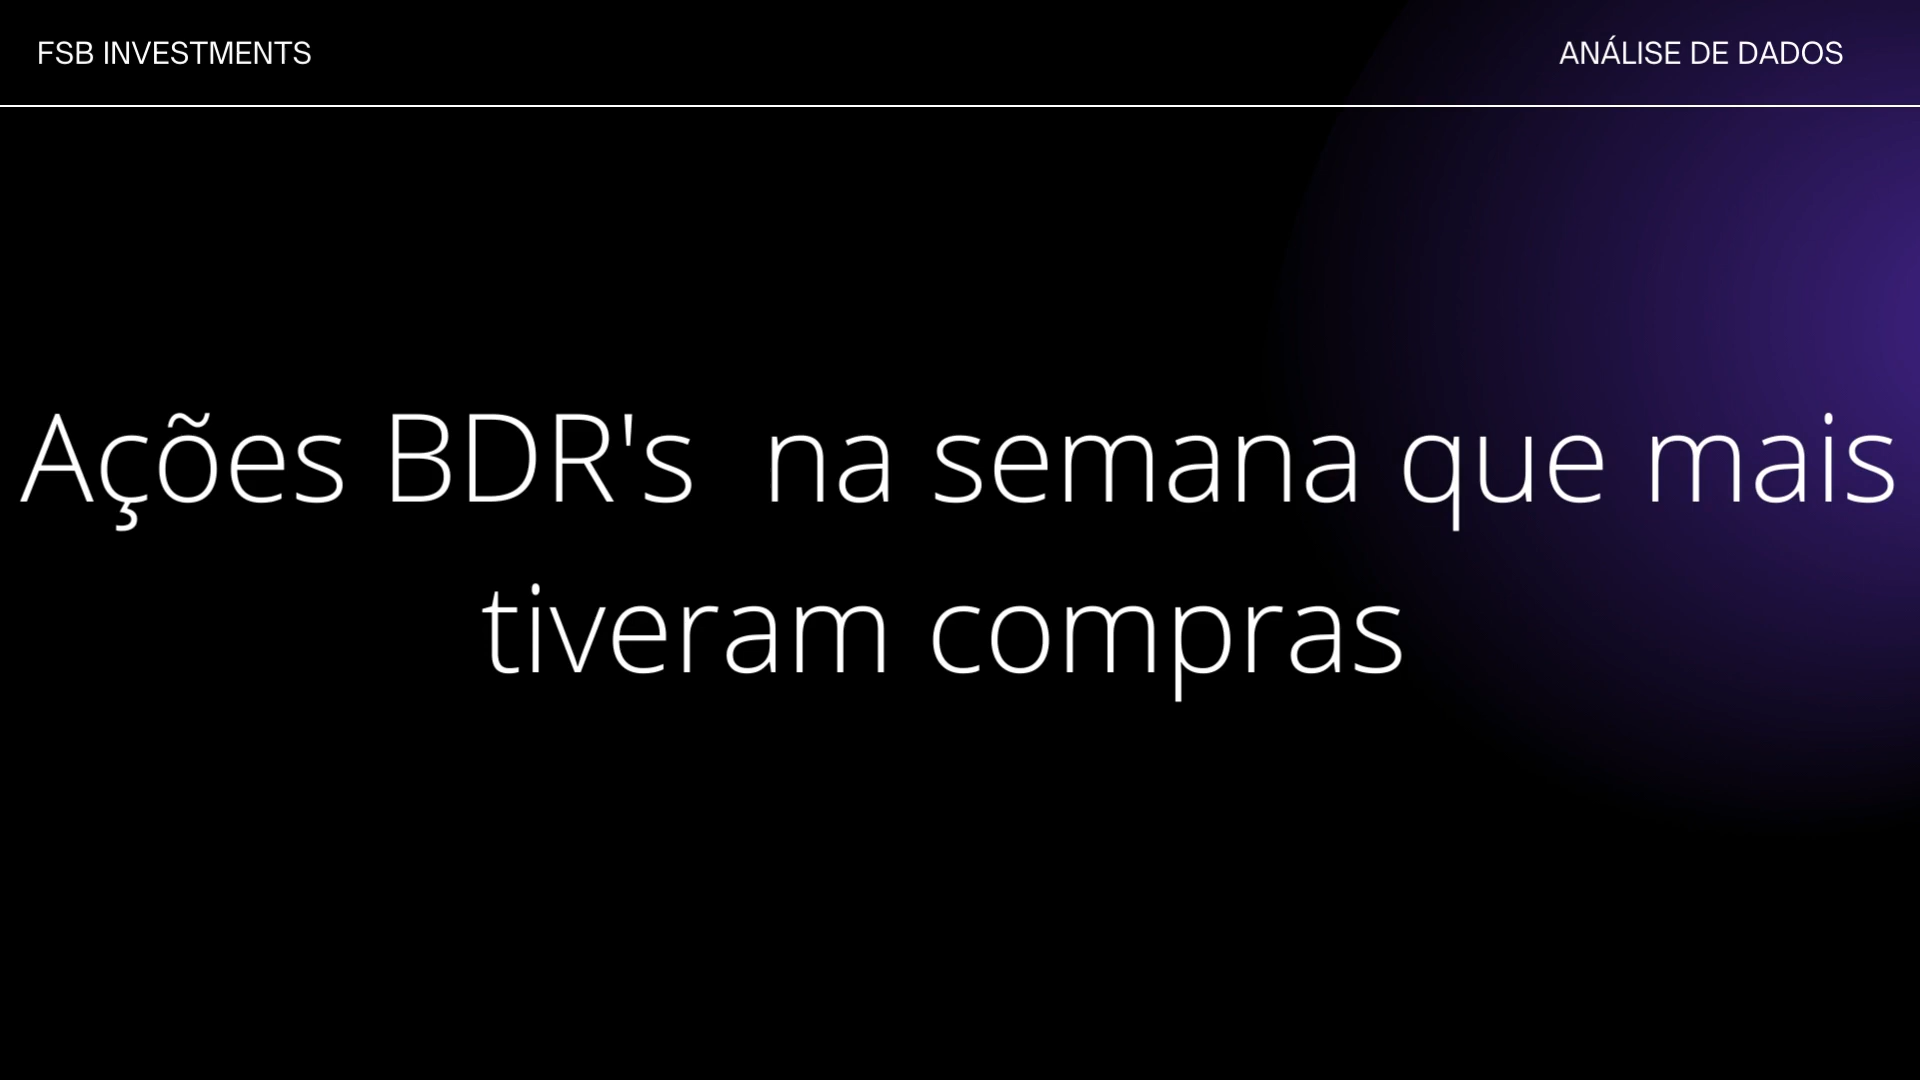 FSB INVESTMENTS
ANÁLISE DE DADOS
Ações BDR's  na semana que mais
tiveram compras